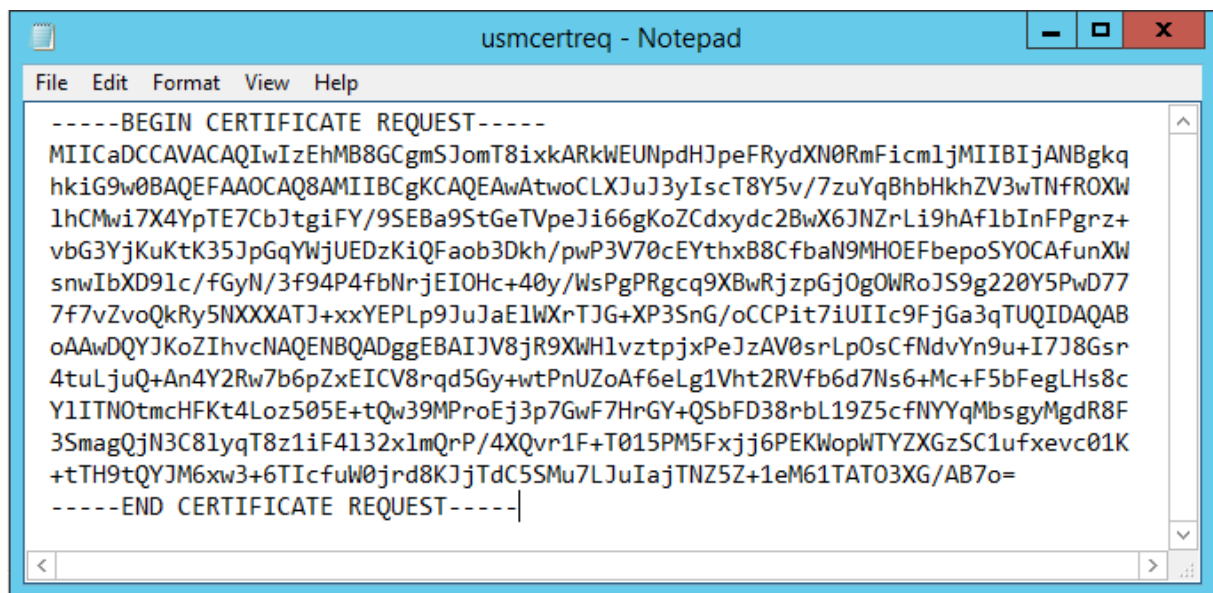 usmcertreq - Notepad
File Edit Format View Help
-----BEGIN CERTIFICATE REQUEST-----
MIICaDCCAVACAQIwIzEhMB8GCgmSJomT8ixkARkWEUNpdHJpeFRydXN0RmFicmljMIIBIjANBgkq
hkiG9w0BAQEFAAOCAQ8AMIIBCgKCAQEAwAtwoCLXJuJ3yIscT8Y5v/7zuYqBhbHkhZV3wTNfROXW
lhCMwi7X4YpTE7CbJtgiFY/9SEBa9StGeTVpeJi66gKoZCdxydc2BwX6JNZrLi9hAflbInFPgrz+
vbG3YjKuKtK35JpGqYWjUEDzKiQFaob3Dkh/pwP3V70cEYthxB8CfbaN9MHOEFbepoSYOCAfunXW
snwIbXD9lc/fGyN/3f94P4fbNrjEIOHc+40y/WsPgPRgcq9XBwRjzpGjOgOWRoJS9g220Y5PwD77
7f7vZvoQkRy5NXXXATJ+xxYEPLp9JuJaElWXrTJG+XP3SnG/oCCPit7iUIIc9FjGa3qTUQIDAQAB
oAAwDQYJKoZIhvcNAQENBQADggEBAIJV8jR9XWHlvztpjxPeJzAV0srLpOsCfNdvYn9u+I7J8Gsr
4tuLjuQ+An4Y2Rw7b6pZxEICV8rqd5Gy+wtPnUZoAf6eLg1Vht2RVfb6d7Ns6+Mc+F5bFegLHs8c
YlITNOtmcHFKt4Loz505E+tQw39MProEj3p7GwF7HrGY+QSbFD38rbL19Z5cfNYYqMbsgyMgdR8F
3SmagQjN3C8lyqT8z1iF4l32xlmQrP/4XQvr1F+T015PM5Fxjj6PEKWopWTYZXGzSC1ufxevc01K
+tTH9tQYJM6xw3+6TIcfuW0jrd8KJjTdC5SMu7LJuIajTNZ5Z+1eM61TATO3XG/AB7o=
-----END CERTIFICATE REQUEST-----